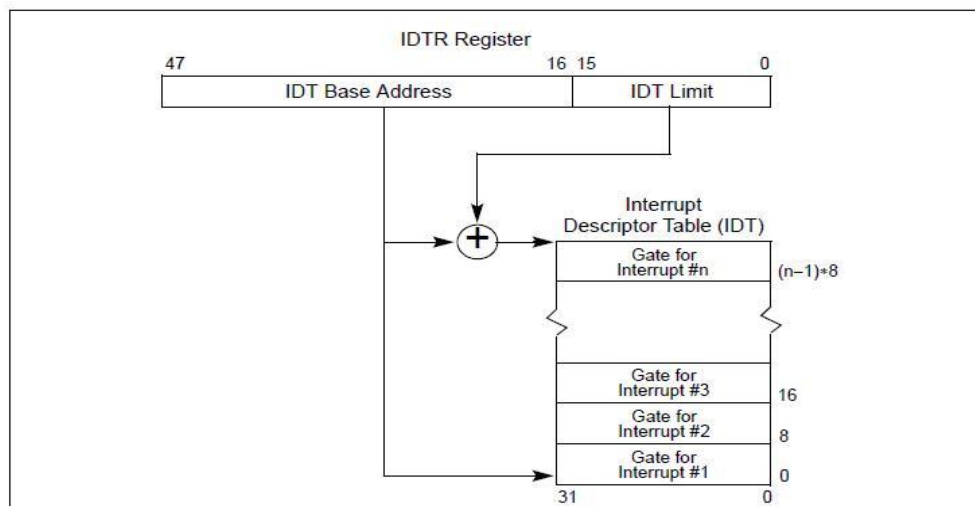 IDTR Register
47 16 15 0
IDT Base Address IDT Limit
+
Interrupt
Descriptor Table (IDT)
Gate for
Interrupt #n
(n–1)∗8
Gate for
Interrupt #3
16
Gate for
Interrupt #2
8
Gate for
Interrupt #1
0
31 0